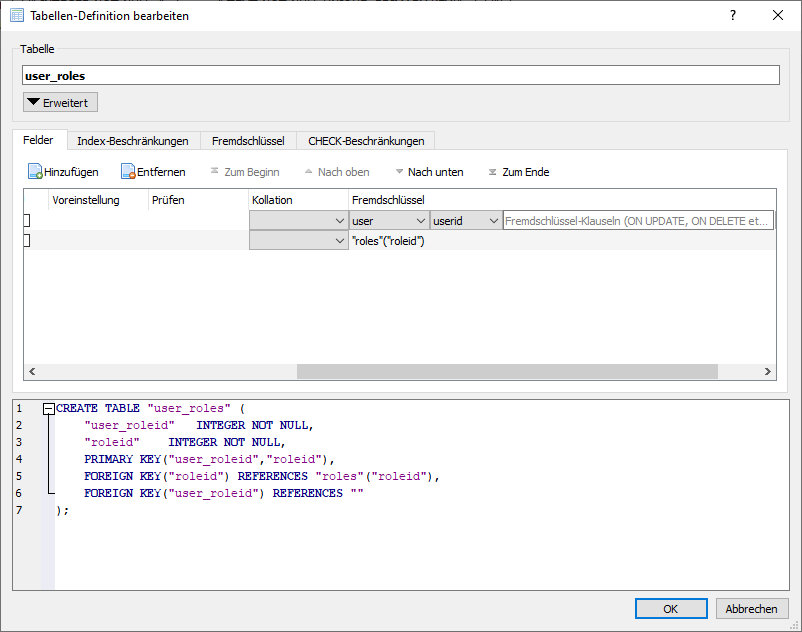 Tabellen-Definition bearbeiten
?
Tabelle
user_roles
Erweitert
Felder Index-Beschränkungen Fremdschlüssel CHECK-Beschränkungen
Hinzufügen Entfernen Zum Beginn Nach oben Nach unten Zum Ende
Voreinstellung Prüfen Kollation Fremdschlüssel
user userid Fremdschlüssel-Klauseln (ON UPDATE, ON DELETE et...
"roles"("roleid")
1 CREATE TABLE "user_roles" (
2 "user_roleid" INTEGER NOT NULL,
3 "roleid" INTEGER NOT NULL,
4 PRIMARY KEY("user_roleid","roleid"),
5 FOREIGN KEY("roleid") REFERENCES "roles"("roleid"),
6 FOREIGN KEY("user_roleid") REFERENCES ""
7 );
OK Abbrechen